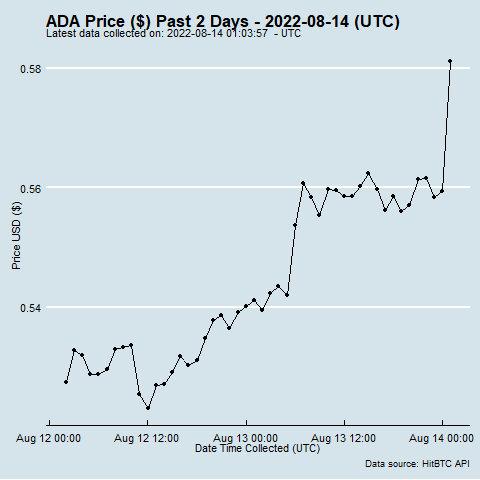 ADA Price ($) Past 2 Days - 2022-08-14 (UTC)
Latest data collected on: 2022-08-14 01:03:57 - UTC
0.58
0.56
0.54
Price USD ($)
Aug 12 00:00 Aug 12 12:00 Aug 13 00:00 Aug 13 12:00 Aug 14 00:00
Date Time Collected (UTC)
Data source: HitBTC API